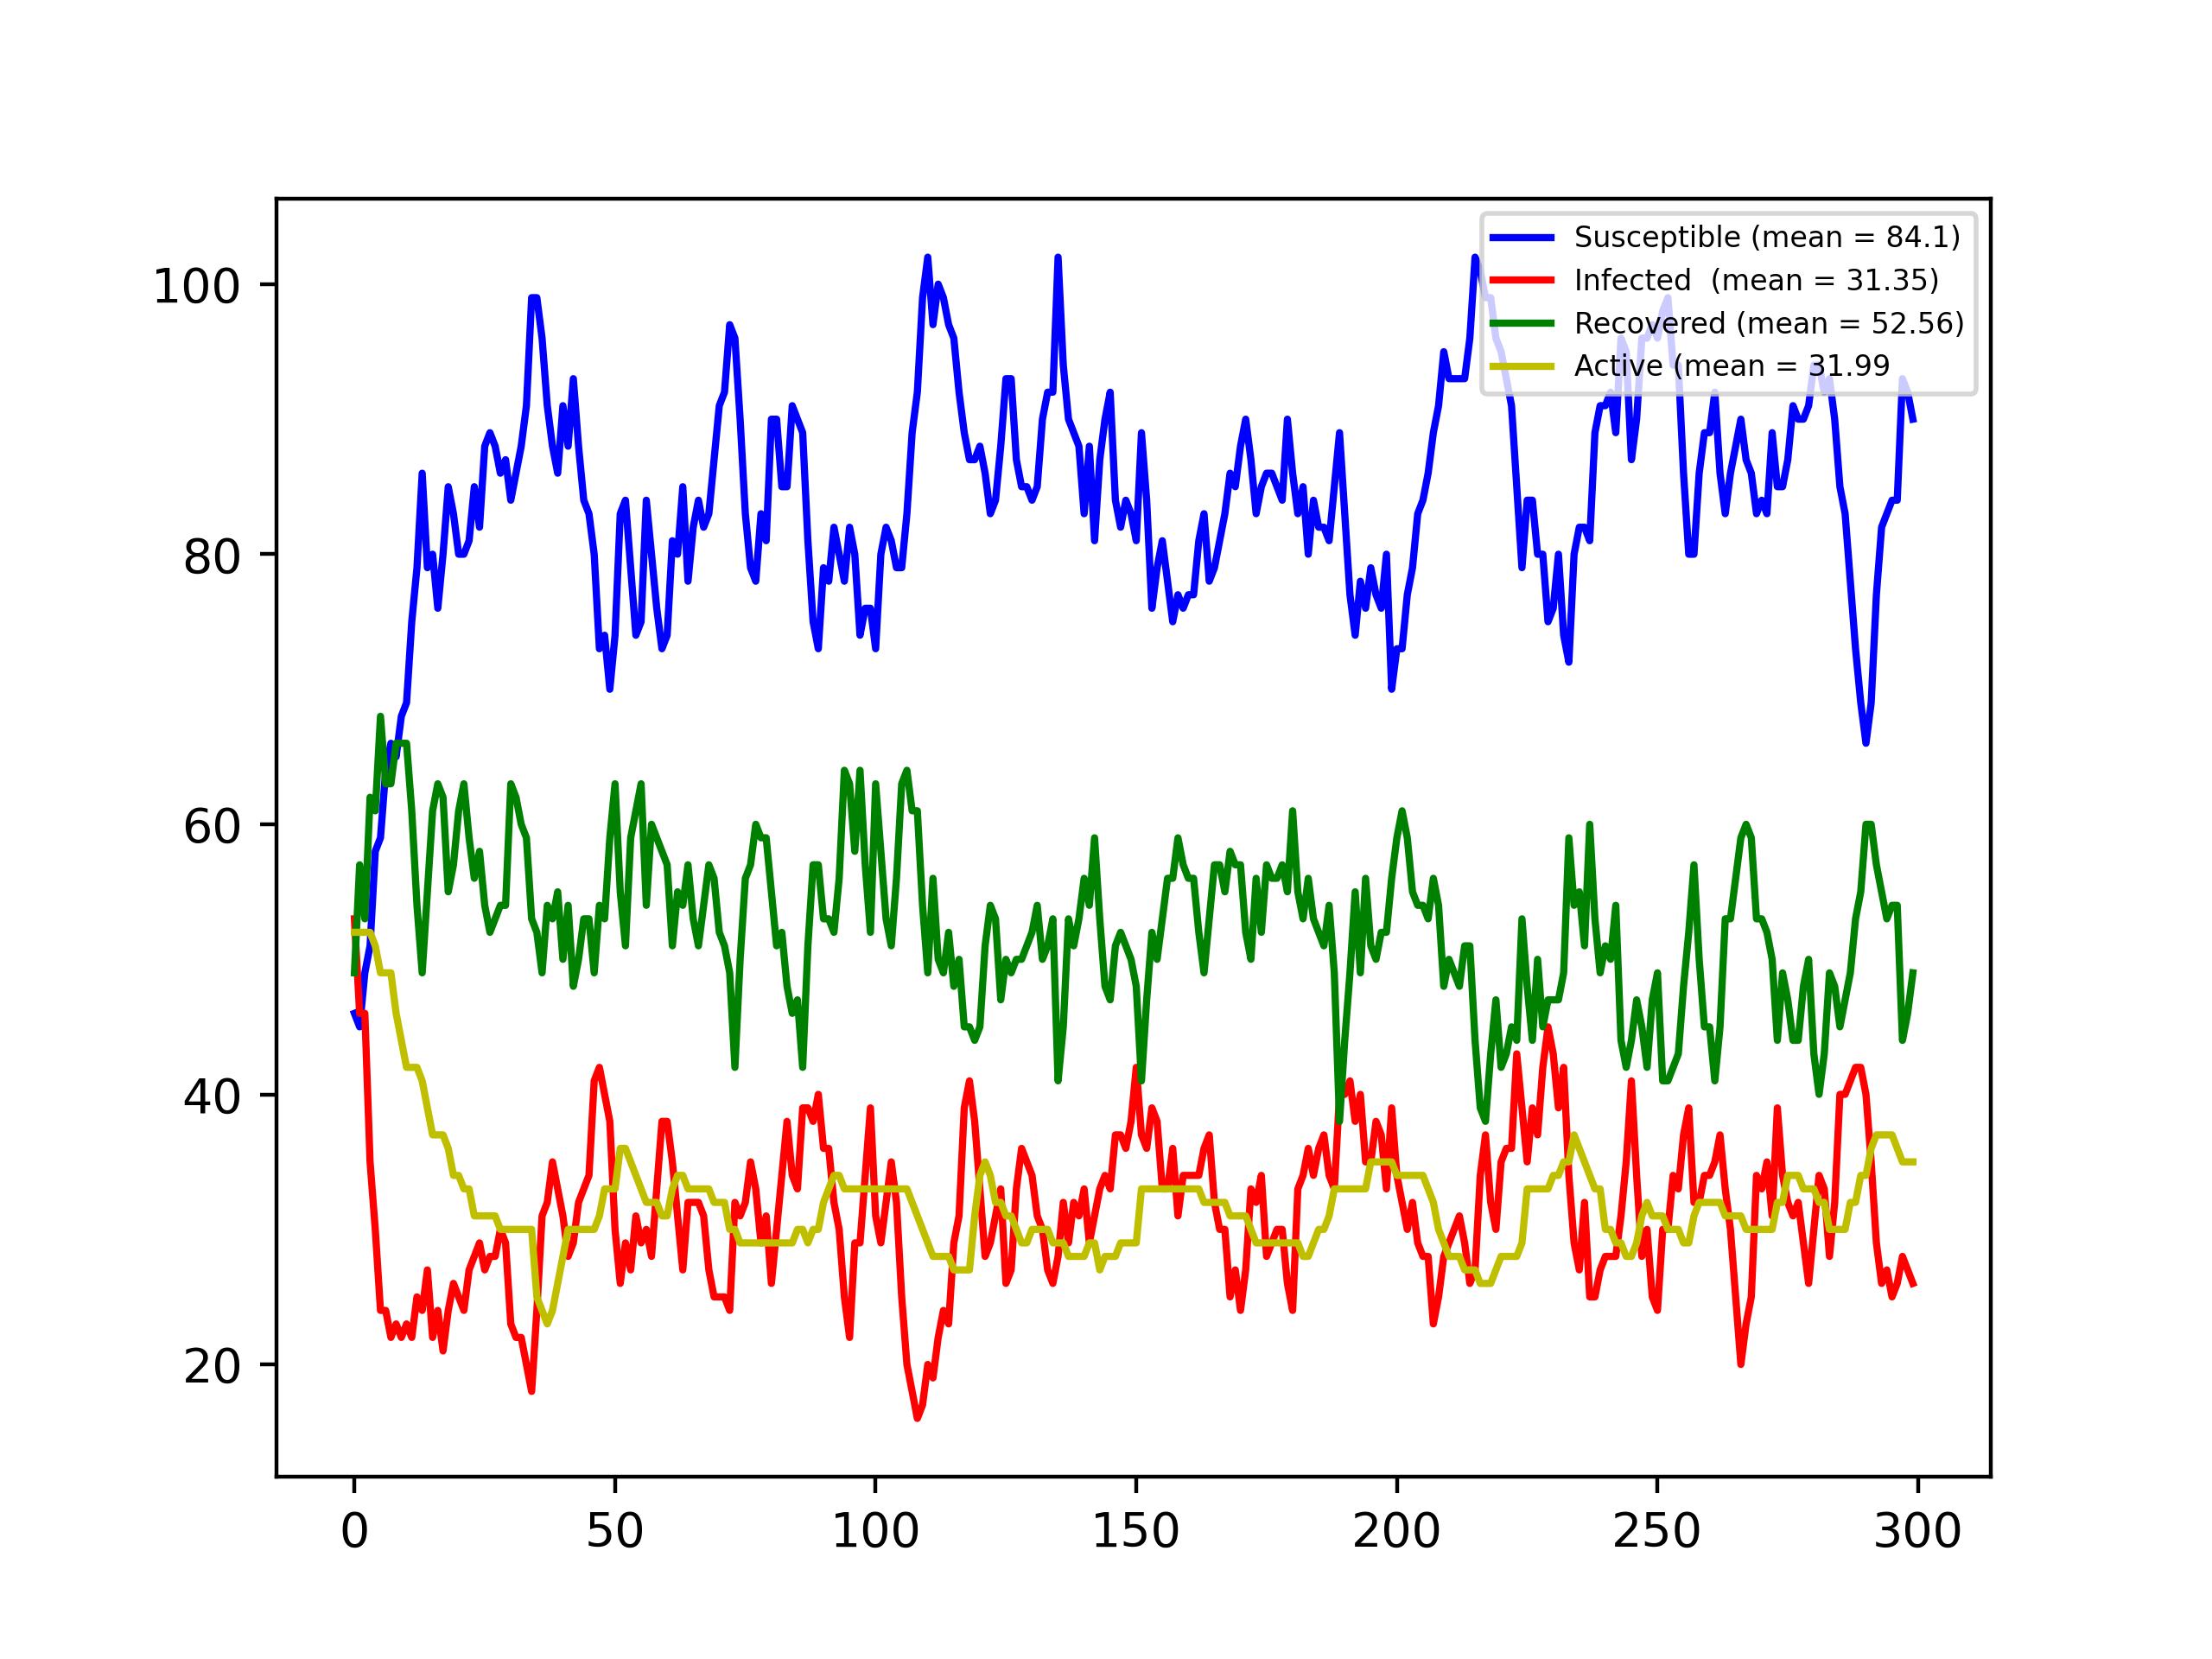 Susceptible (mean = 84.1)
Infected  (mean = 31.35)
Recovered (mean = 52.56)
Active (mean = 31.99
100
80
60
40
20
0 50 100 150 200 250 300